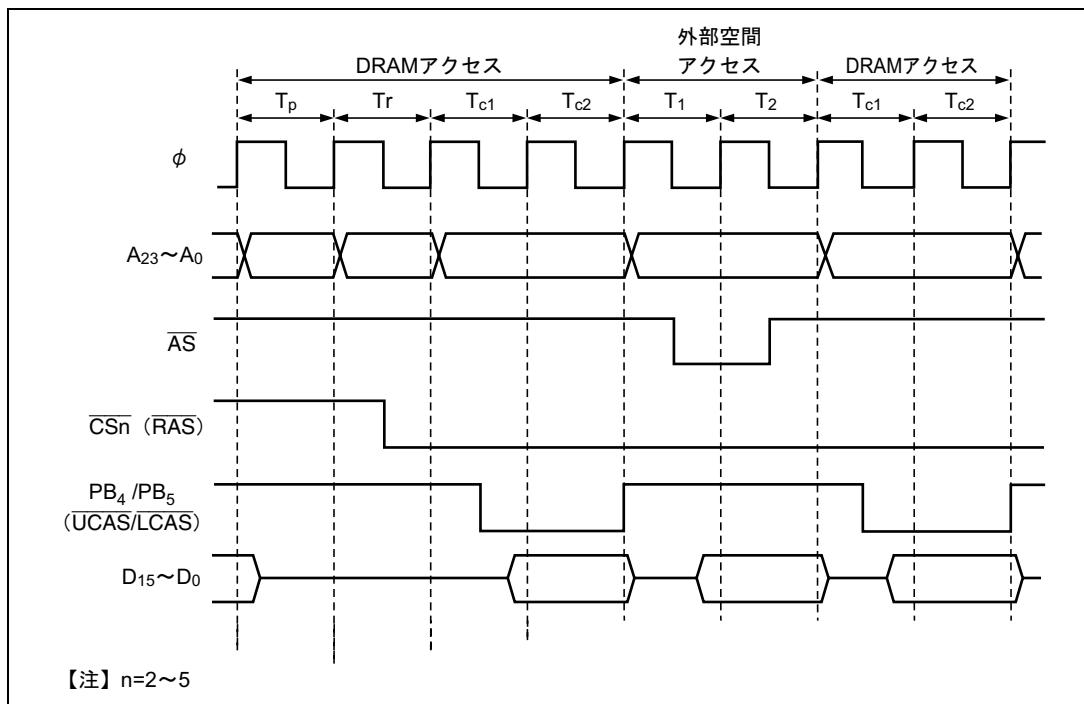 外部空間
DRAMアクセス アクセス DRAMアクセス
Tp Tr Tc1 Tc2 T1 T2 Tc1 Tc2
φ
A23〜A0
AS
CSn（RAS）
PB4 /PB5
（UCAS/LCAS）
D15〜D0
【注】n=2〜5